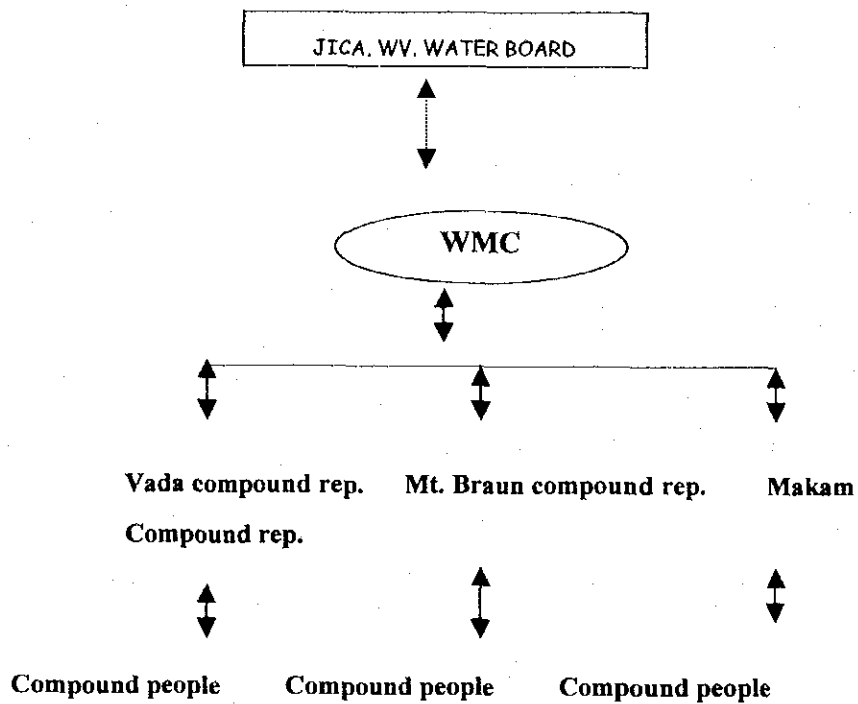 JICA, WV, WATER BOARD
WMC
Vada compound rep. Mt. Braun compound rep. Makam
Compound rep.
Compound people Compound people Compound people